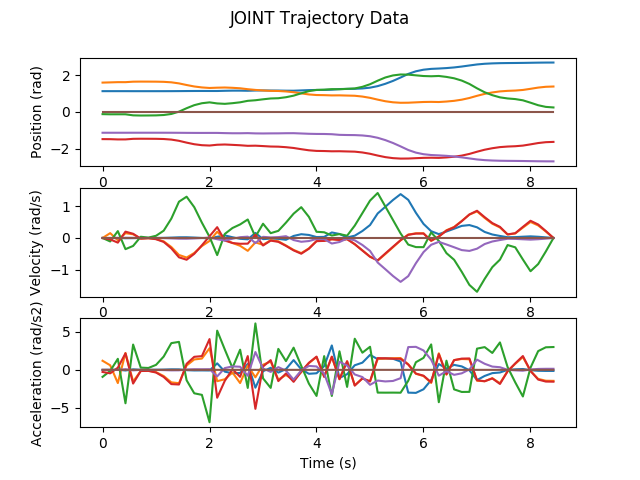 JOINT Trajectory Data
Position (rad)
2
0
−2
0 2 4 6 8
Velocity (rad/s)
1
0
−1
0 2 4 6 8
Acceleration (rad/s2)
5
0
−5
0 2 4 6 8
Time (s)